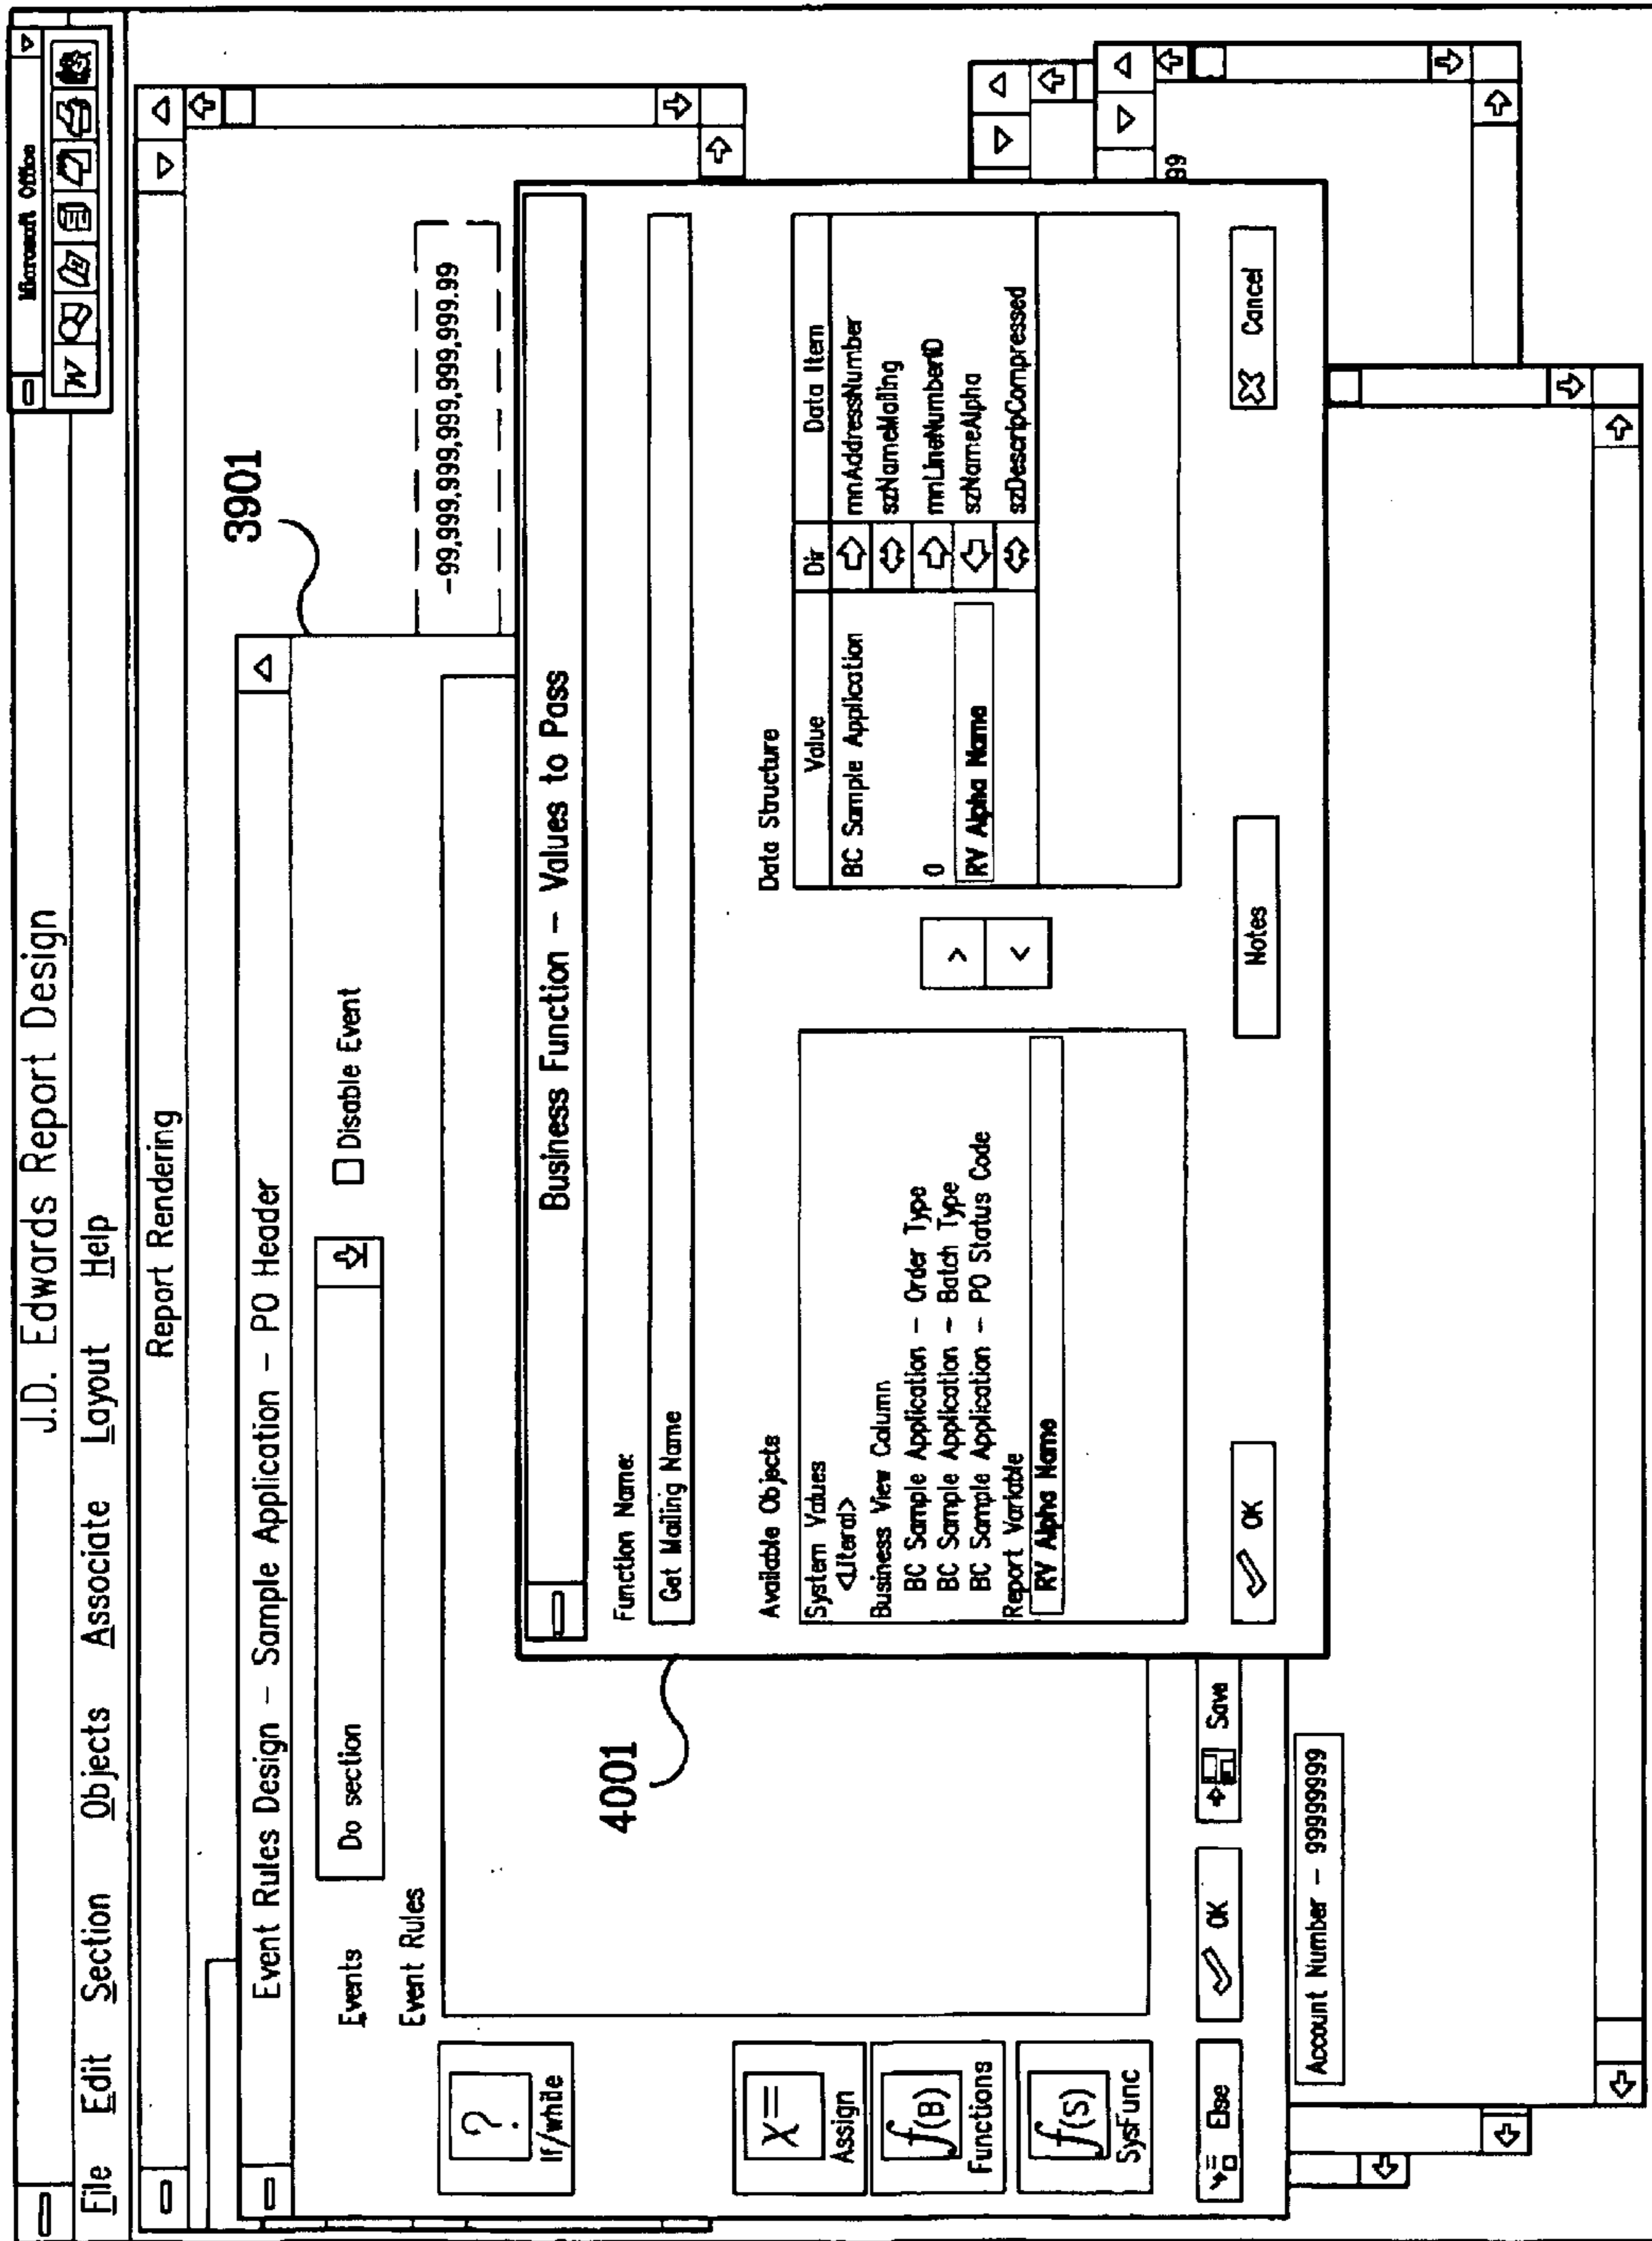 J.D. Edwards Report Design
Microsoft Office
W
File Edit Section Objects Associate Layout Help
Report Rendering
Event Rules Design – Sample Application – PO Header
3901
Events
Do section
Disable Event
Event Rules
-99,999,999,999,999,999,999.99
?
If/while
X=
Assign
f(B)
Functions
f(S)
SysFunc
4001
Business Function – Values to Pass
Function Name:
Get Mailing Name
Available Objects
System Values
<Literal>
Business View Column
BC Sample Application – Order Type
BC Sample Application – Batch Type
BC Sample Application – PO Status Code
Report Variable
RV Alpha Name
>
<
Data Structure
Value Dir Data Item
BC Sample Application mnAddressNumber
szNameMailing
0 mnLineNumberID
RV Alpha Name szNameAlpha
szDescripCompressed
OK
Notes
Cancel
99
Else
OK
Save
Account Number – 99999999